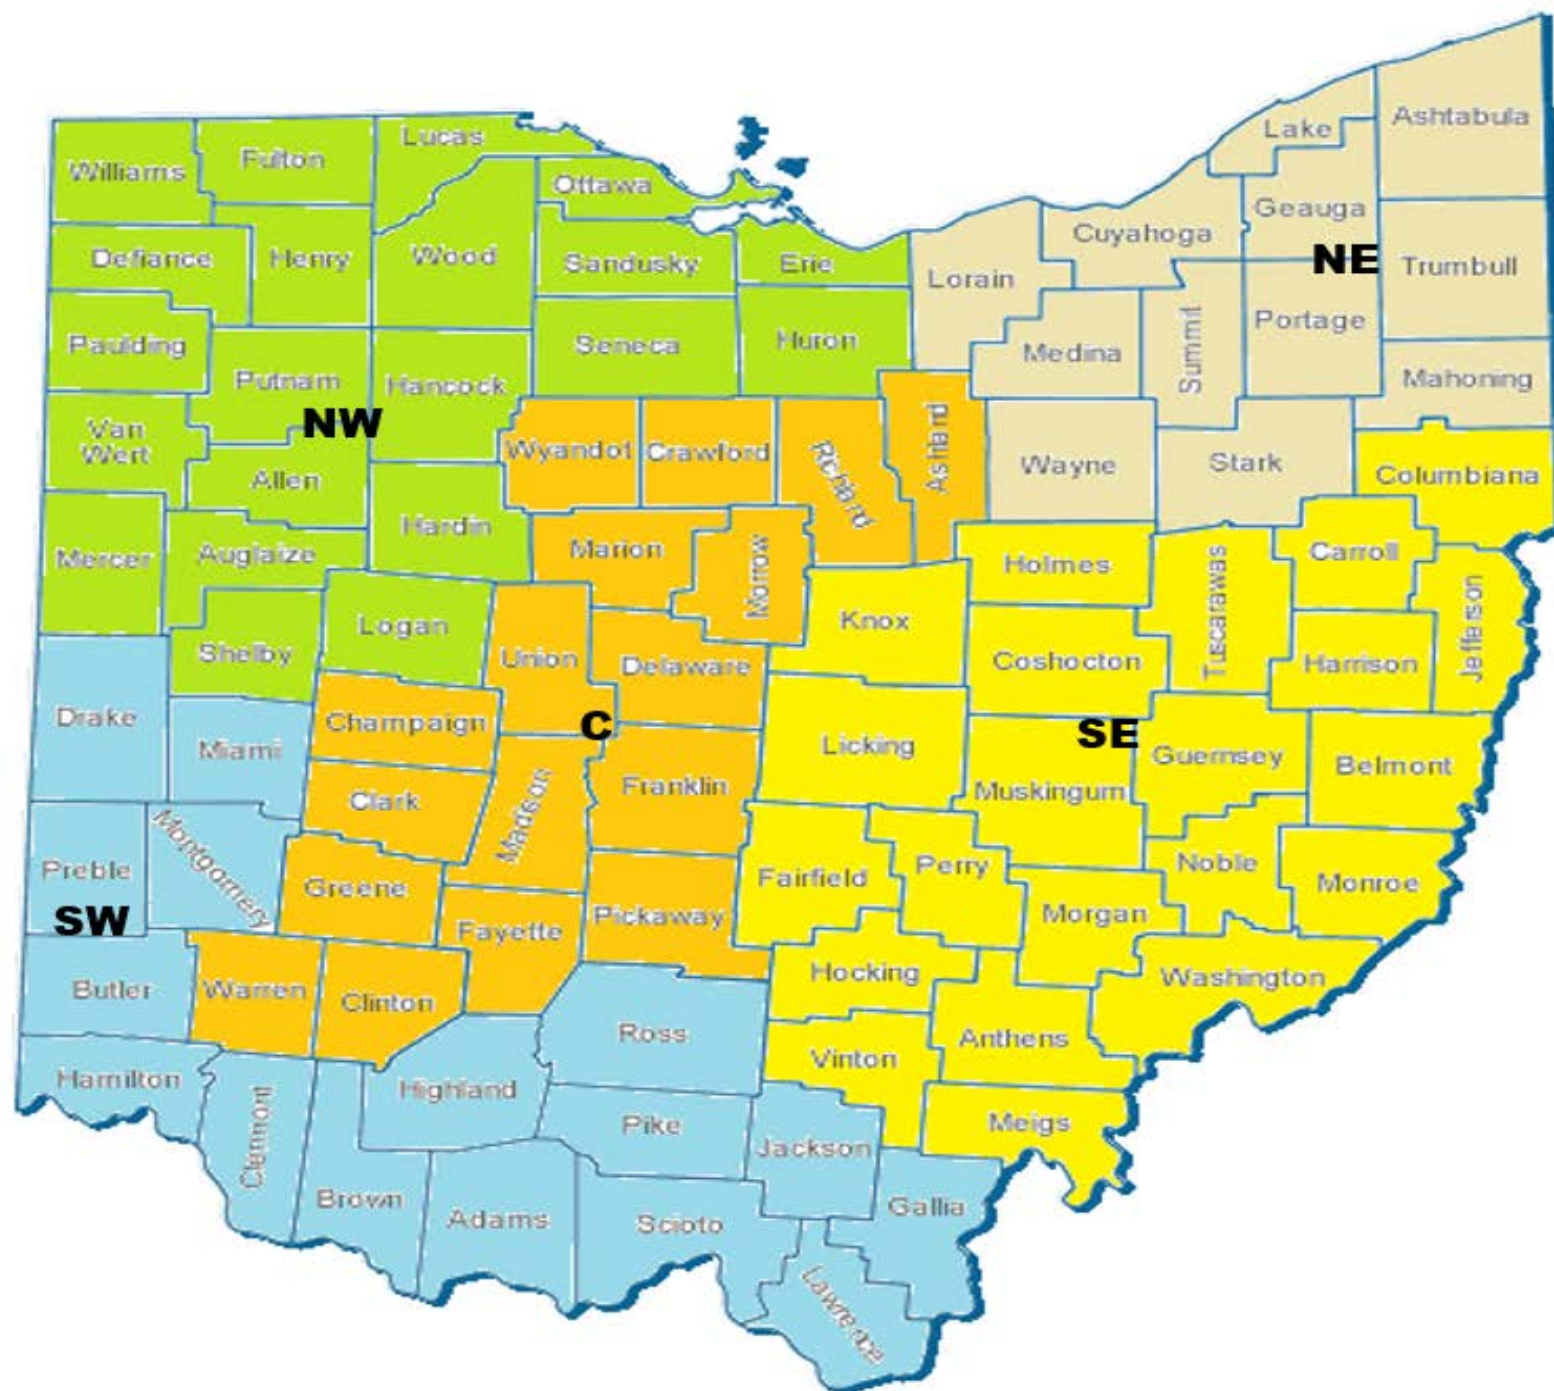 Ashtabula
Lake
Lucas
Fulton
Williams
Ottawa
Geauga
Cuyahoga
NE
Wood
Henry
Defiance
Sandusky
Erie
Lorain
Trumbull
Portage
Summit
Medina
Huron
Seneca
Paulding
Putnam
Hancock
Mahoning
NW
Van
Wert
Allen
Wyandot
Crawford
Richard
Ashland
Wayne
Stark
Columbiana
Hardin
Marion
Morrow
Mercer
Auglaize
Holmes
Carroll
Tuscarawas
Jefferson
Knox
Logan
Shelby
Union
Delaware
Coshocton
Harrison
Drake
Miami
Champaign
C
Licking
SE
Guernsey
Belmont
Clark
Madison
Franklin
Muskingum
Preble
Montgomery
Greene
Fairfield
Perry
Noble
Monroe
SW
Fayette
Pickaway
Morgan
Hocking
Washington
Butler
Warren
Clinton
Ross
Vinton
Anthens
Hamilton
Clermont
Highland
Pike
Jackson
Meigs
Brown
Adams
Scioto
Gallia
Lawrence